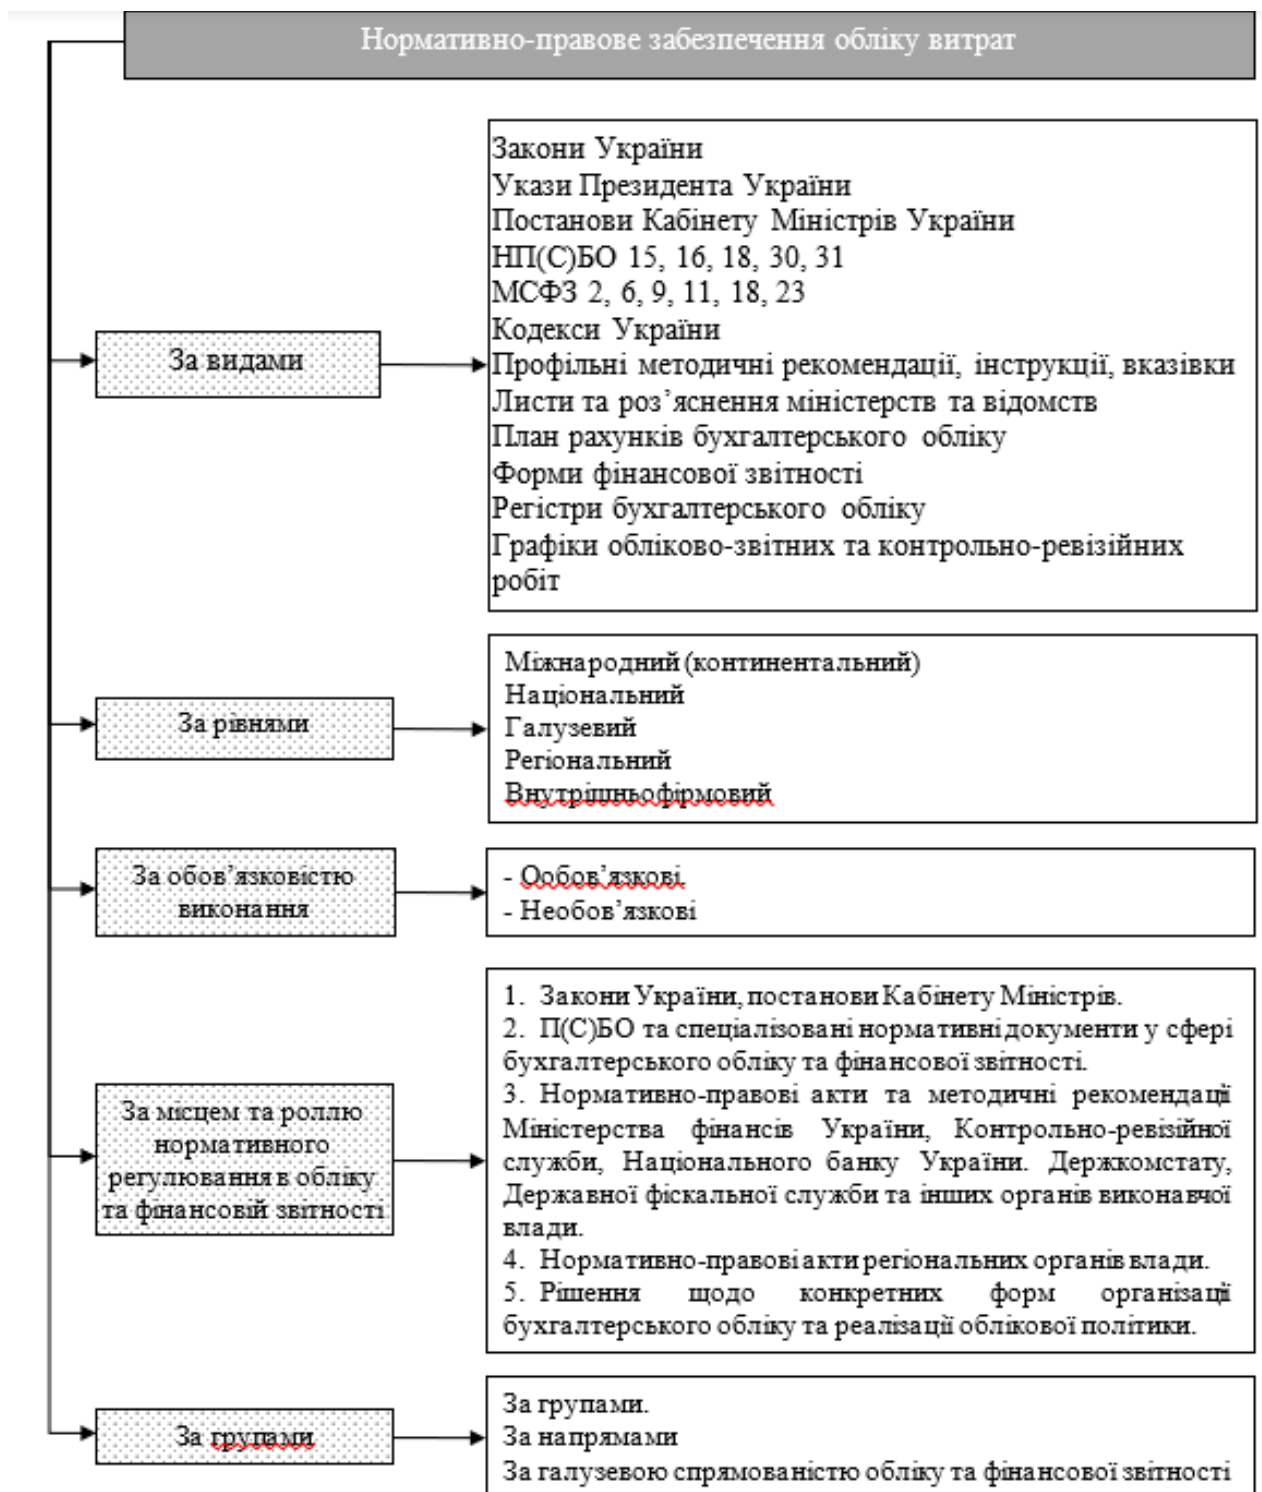 Нормативно-правове забезпечення обліку витрат
За видами
Закони України
Укази Президента України
Постанови Кабінету Міністрів України
НП(С)БО 15, 16, 18, 30, 31
МСФЗ 2, 6, 9, 11, 18, 23
Кодекси України
Профільні методичні рекомендації, інструкції, вказівки
Листи та роз’яснення міністерств та відомств
План рахунків бухгалтерського обліку
Форми фінансової звітності
Регістри бухгалтерського обліку
Графіки обліково-звітних та контрольно-ревізійних
робіт
За рівнями
Міжнародний (континентальний)
Національний
Галузевий
Регіональний
Внутрішньофірмовий
За обов’язковістю
виконання
- Ообов’язкові
- Необов’язкові
За місцем та роллю
нормативного
регулювання в обліку
та фінансовій звітності
1. Закони України, постанови Кабінету Міністрів.
2. П(С)БО та спеціалізовані нормативні документи у сфері
бухгалтерського обліку та фінансової звітності.
3. Нормативно-правові акти та методичні рекомендації
Міністерства фінансів України, Контрольно-ревізійної
служби, Національного банку України. Держкомстату,
Державної фіскальної служби та інших органів виконавчої
влади.
4. Нормативно-правові акти регіональних органів влади.
5. Рішення щодо конкретних форм організації
бухгалтерського обліку та реалізації облікової політики.
За групами
За групами.
За напрямами
За галузевою спрямованістю обліку та фінансової звітності